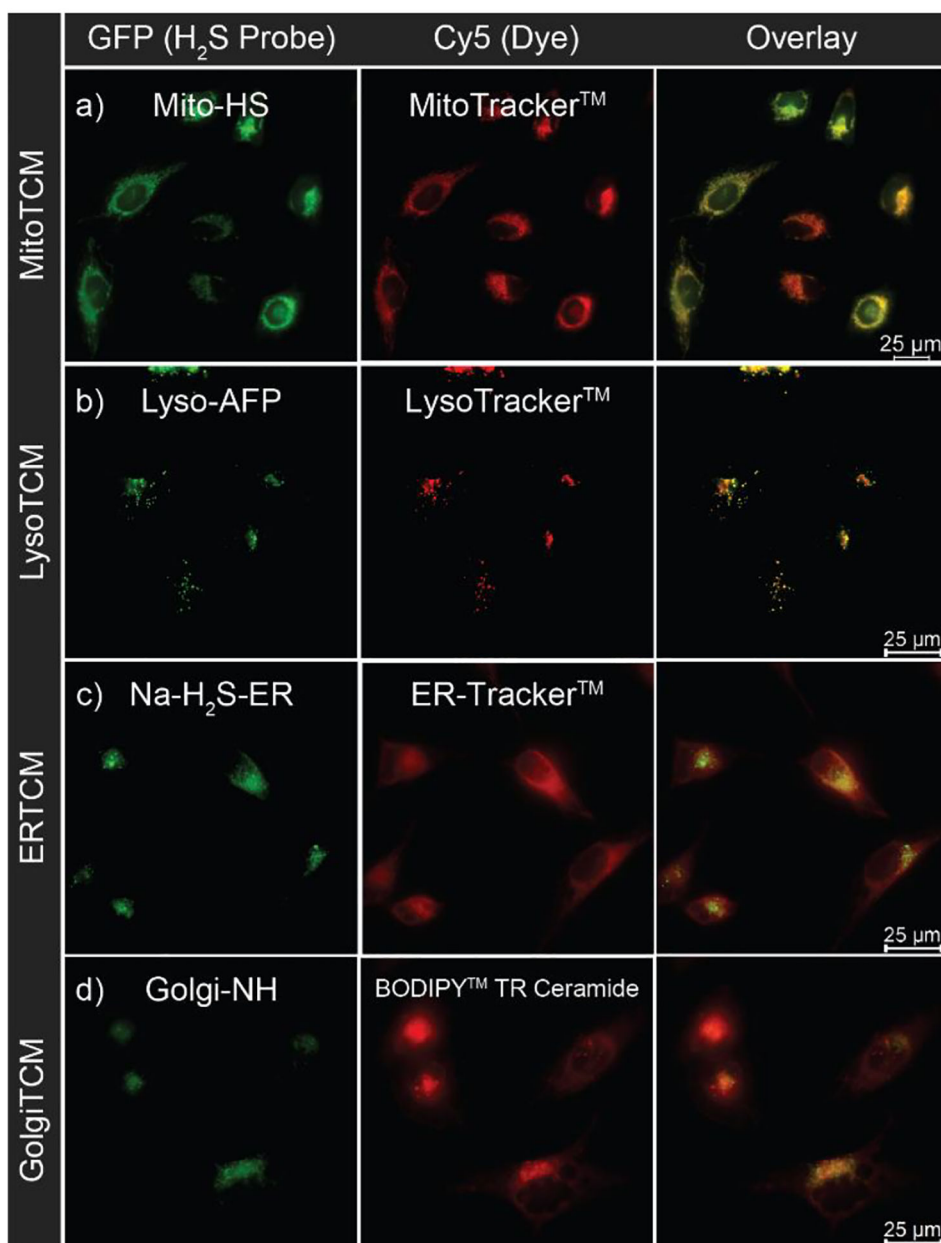 GFP (H₂S Probe) Cy5 (Dye) Overlay
MitoTCM
a) Mito-HS MitoTracker™
25 µm
LysoTCM
b) Lyso-AFP LysoTracker™
25 µm
ERTCM
c) Na-H₂S-ER ER-Tracker™
25 µm
GolgiTCM
d) Golgi-NH BODIPY™ TR Ceramide
25 µm